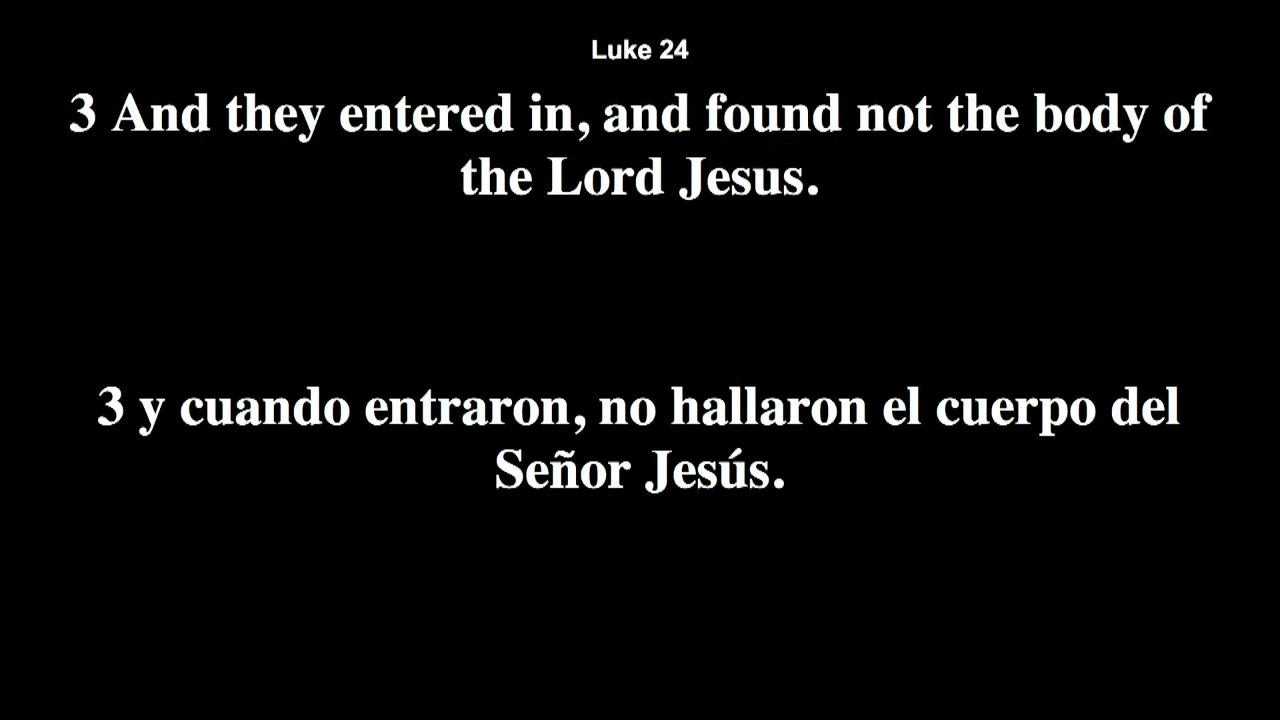 Luke 24
3 And they entered in, and found not the body of
the Lord Jesus.
3 y cuando entraron, no hallaron el cuerpo del
Señor Jesús.